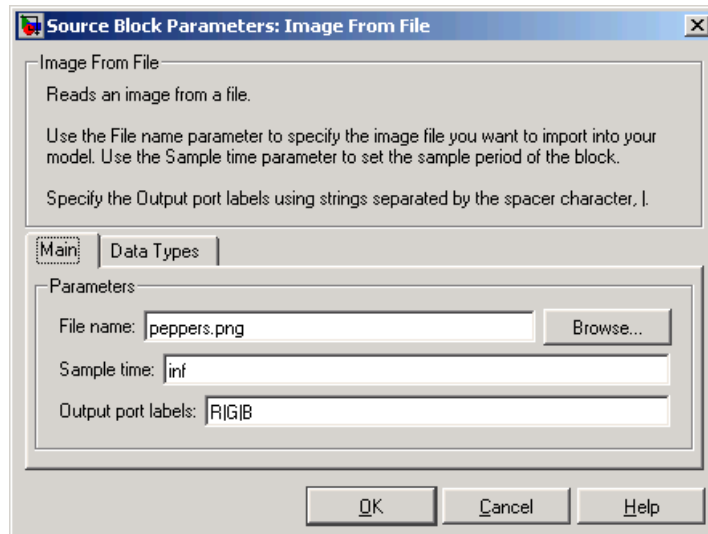 Source Block Parameters: Image From File
Image From File
Reads an image from a file.
Use the File name parameter to specify the image file you want to import into your
model. Use the Sample time parameter to set the sample period of the block.
Specify the Output port labels using strings separated by the spacer character, |.
Main Data Types
Parameters
File name: peppers.png Browse...
Sample time: inf
Output port labels: R|G|B
OK Cancel Help